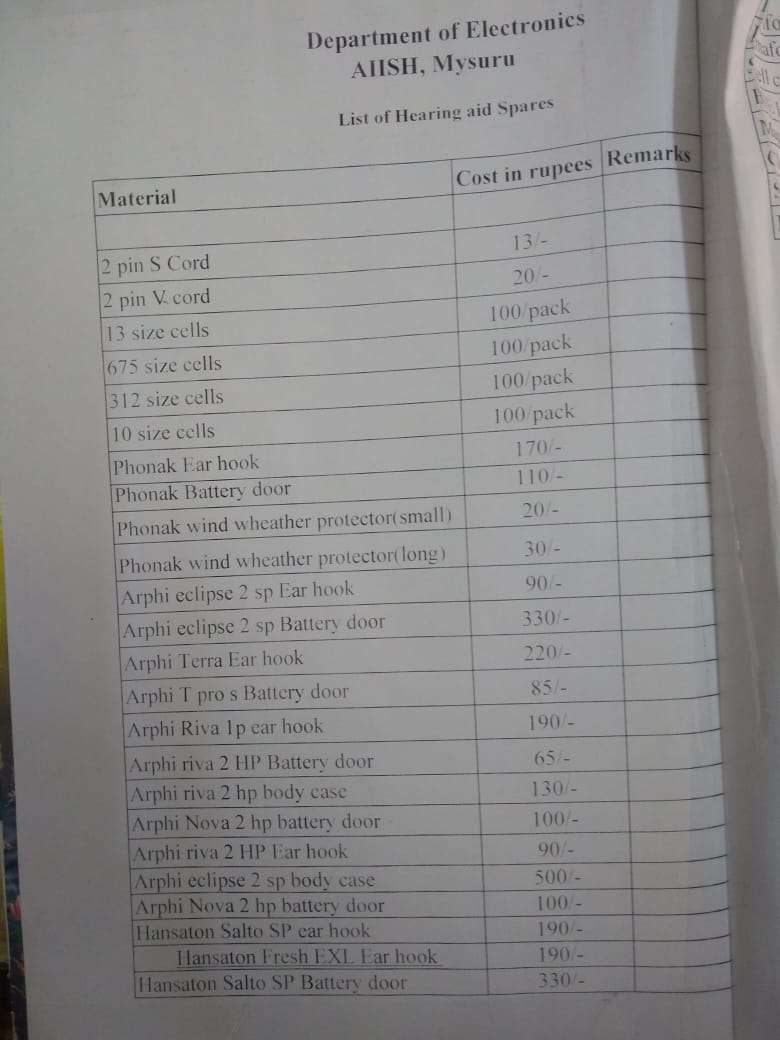 Department of Electronics
AIISH, Mysuru
List of Hearing aid Spares
Material Cost in rupees Remarks
2 pin S Cord 13/-
2 pin V cord 20/-
13 size cells 100/pack
675 size cells 100/pack
312 size cells 100/pack
10 size cells 100/pack
Phonak Ear hook 170/-
Phonak Battery door 110/-
Phonak wind wheather protector(small) 20/-
Phonak wind wheather protector(long) 30/-
Arphi eclipse 2 sp Ear hook 90/-
Arphi eclipse 2 sp Battery door 330/-
Arphi Terra Ear hook 220/-
Arphi T pro s Battery door 85/-
Arphi Riva 1p ear hook 190/-
Arphi riva 2 HP Battery door 65/-
Arphi riva 2 hp body case 130/-
Arphi Nova 2 hp battery door 100/-
Arphi riva 2 HP Ear hook 90/-
Arphi eclipse 2 sp body case 500/-
Arphi Nova 2 hp battery door 100/-
Hansaton Salto SP ear hook 190/-
Hansaton Fresh EXL Ear hook 190/-
Hansaton Salto SP Battery door 330/-